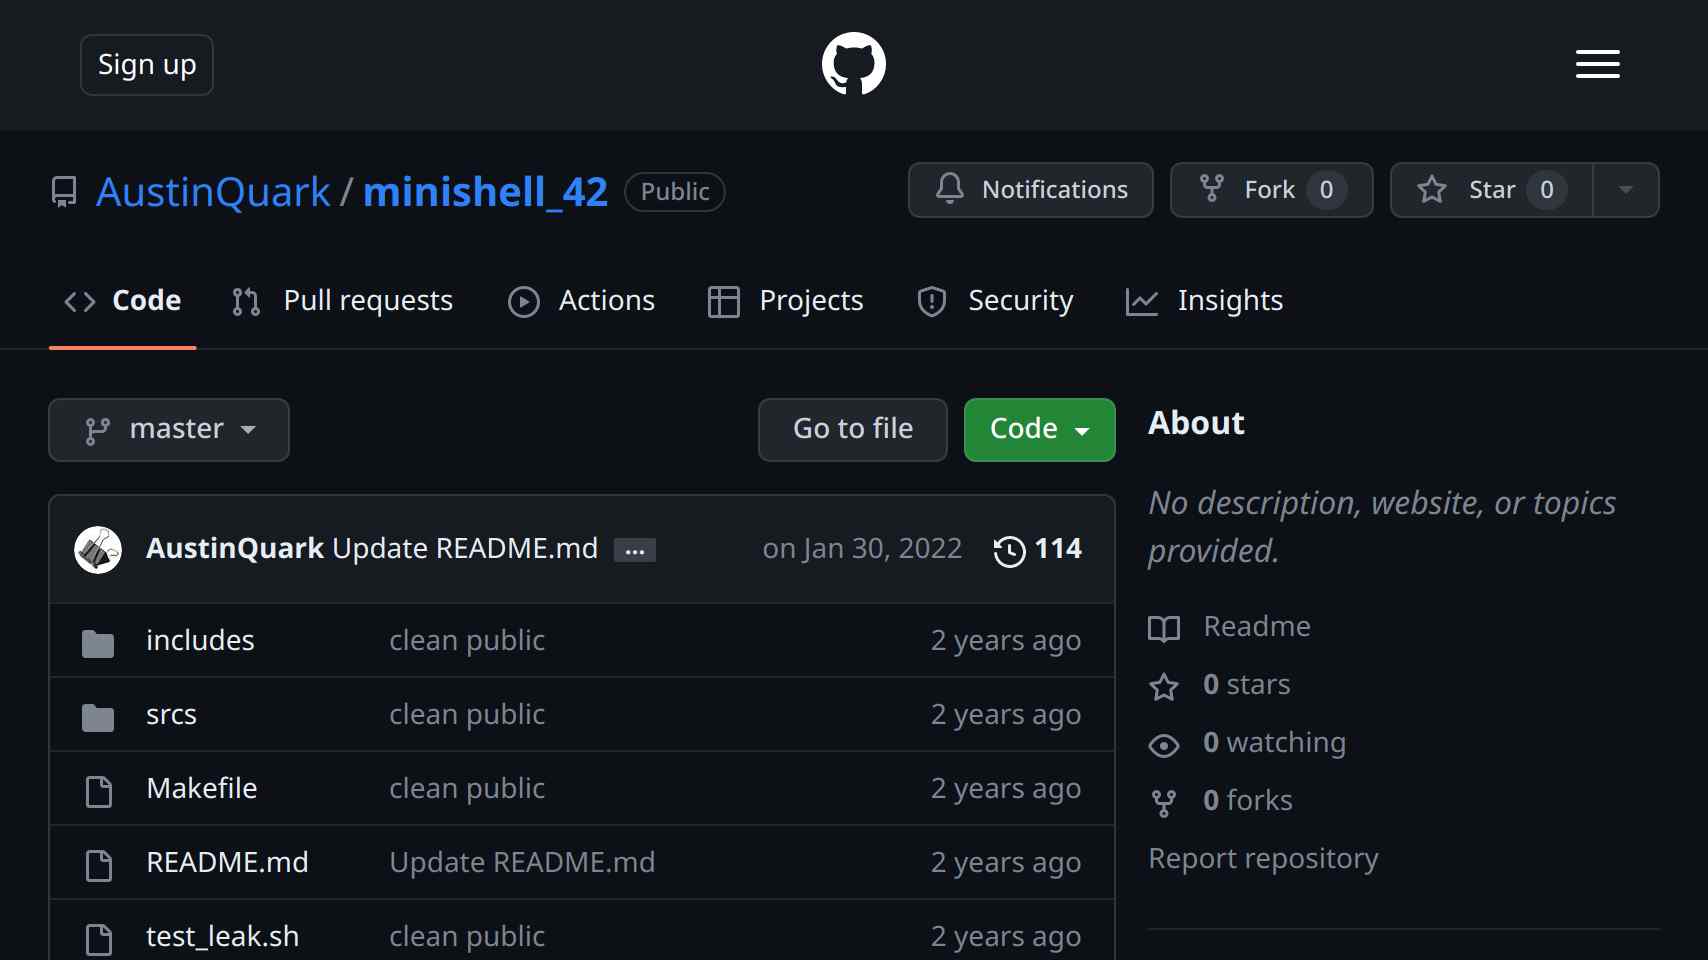 Sign up
AustinQuark / minishell_42 Public
Notifications
Fork 0
Star 0
Code
Pull requests
Actions
Projects
Security
Insights
master
Go to file
Code
AustinQuark Update README.md ... on Jan 30, 2022 114
includes clean public 2 years ago
srcs clean public 2 years ago
Makefile clean public 2 years ago
README.md Update README.md 2 years ago
test_leak.sh clean public 2 years ago
About
No description, website, or topics
provided.
Readme
0 stars
0 watching
0 forks
Report repository